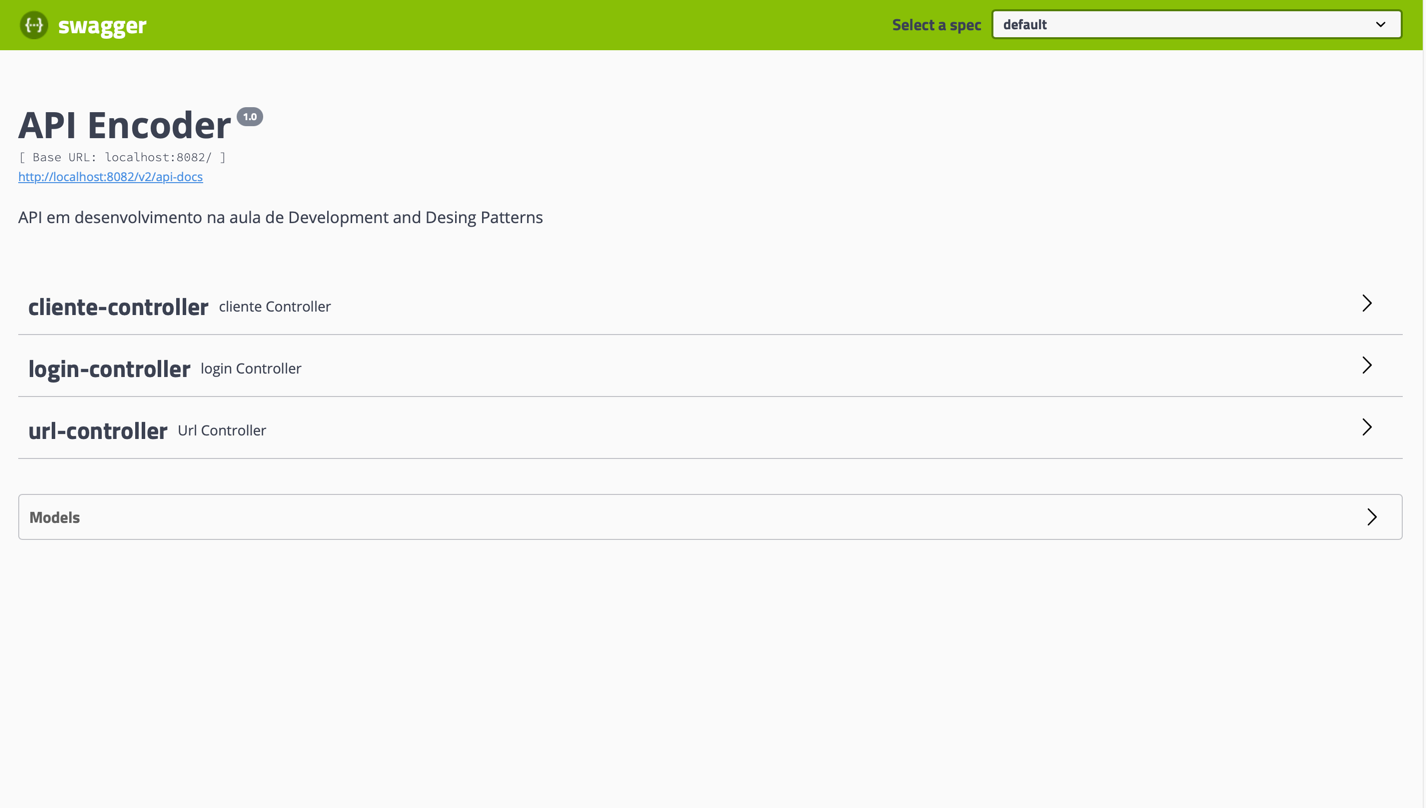 {···} swagger
Select a spec default
API Encoder 1.0
[ Base URL: localhost:8082/ ]
http://localhost:8082/v2/api-docs
API em desenvolvimento na aula de Development and Desing Patterns
cliente-controller cliente Controller
login-controller login Controller
url-controller Url Controller
Models